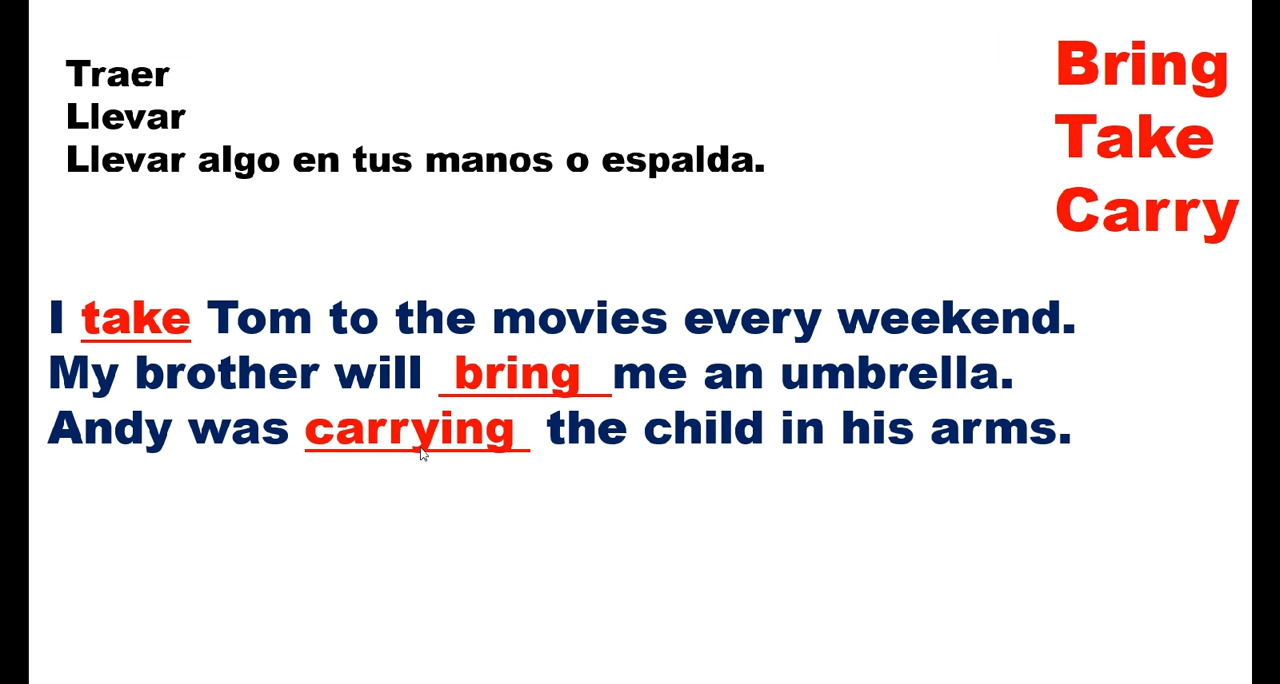 Traer
Llevar
Llevar algo en tus manos o espalda.
Bring
Take
Carry
I take Tom to the movies every weekend.
My brother will bring me an umbrella.
Andy was carrying the child in his arms.